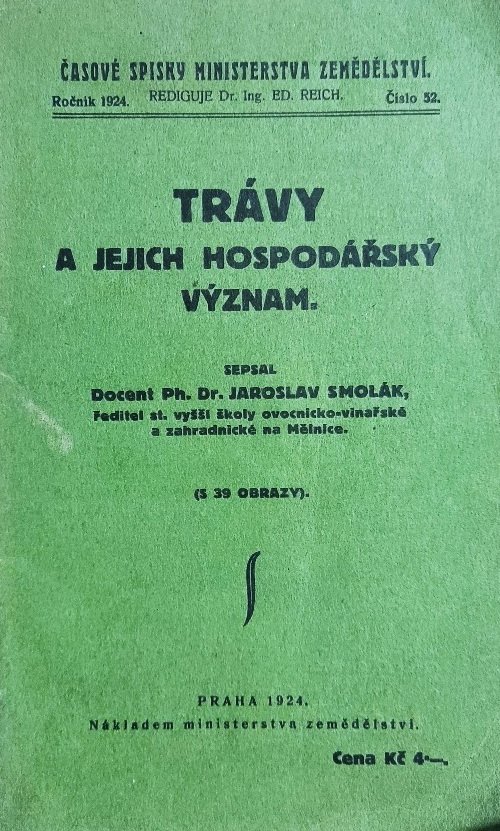 ČASOVÉ SPISKY MINISTERSTVA ZEMĚDĚLSTVÍ.
Ročník 1924. REDIGUJE Dr. Ing. ED. REICH. Číslo 52.
TRÁVY
A JEJICH HOSPODÁŘSKÝ
VÝZNAM.
SEPSAL
Docent Ph. Dr. JAROSLAV SMOLÁK,
ředitel st. vyšší školy ovocnicko-vinařské
a zahradnické na Mělnice.
(S 39 OBRAZY).
PRAHA 1924.
Nákladem ministerstva zemědělství.
Cena Kč 4·—.